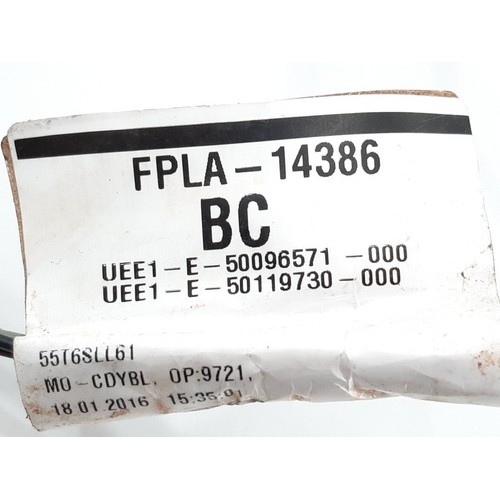 FPLA-14386
BC
UEE1-E-50096571-000
UEE1-E-50119730-000
55T6SLL61
MO-CDYBL, OP:9721,
18.01.2016 15:35:01